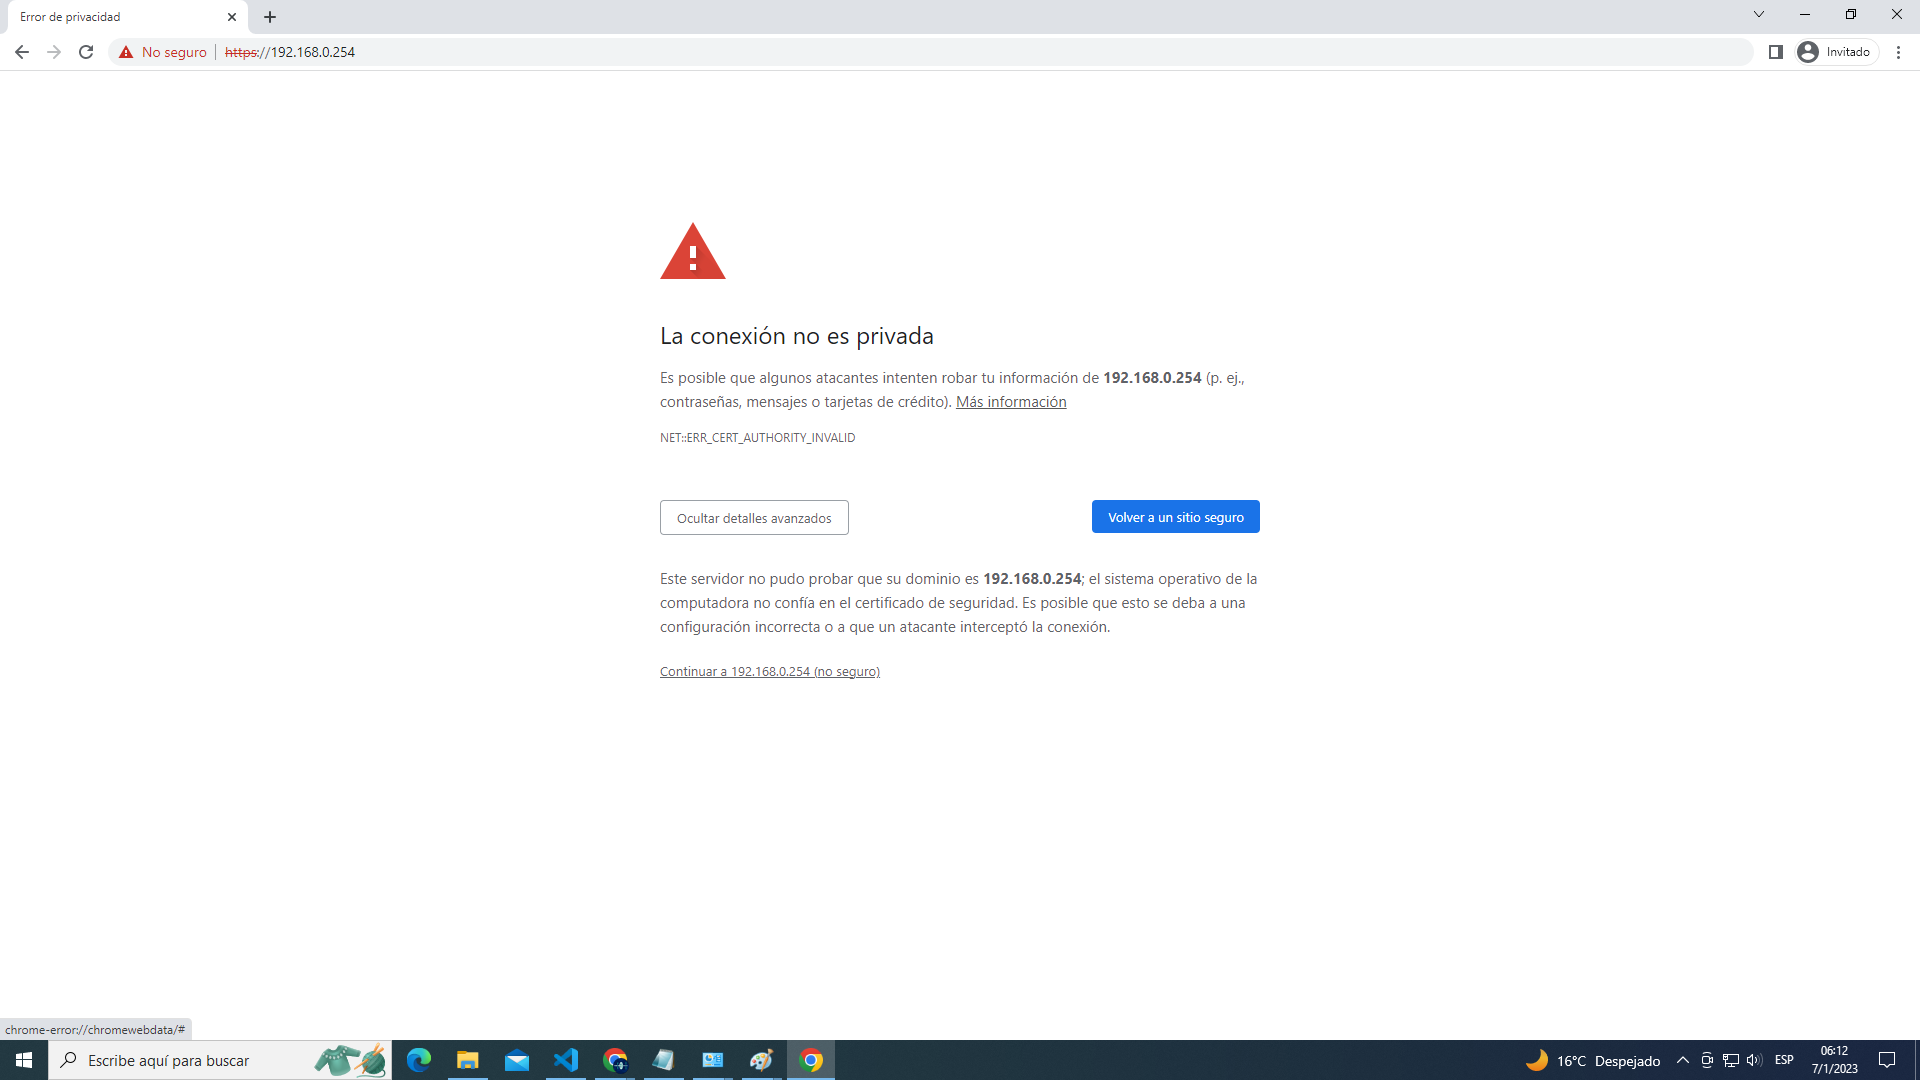 Error de privacidad
No seguro
https://192.168.0.254
Invitado
La conexión no es privada
Es posible que algunos atacantes intenten robar tu información de 192.168.0.254 (p. ej.,
contraseñas, mensajes o tarjetas de crédito). Más información
NET::ERR_CERT_AUTHORITY_INVALID
Ocultar detalles avanzados
Volver a un sitio seguro
Este servidor no pudo probar que su dominio es 192.168.0.254; el sistema operativo de la
computadora no confía en el certificado de seguridad. Es posible que esto se deba a una
configuración incorrecta o a que un atacante interceptó la conexión.
Continuar a 192.168.0.254 (no seguro)
chrome-error://chromewebdata/#
Escribe aquí para buscar
16°C Despejado
ESP
06:12
7/1/2023